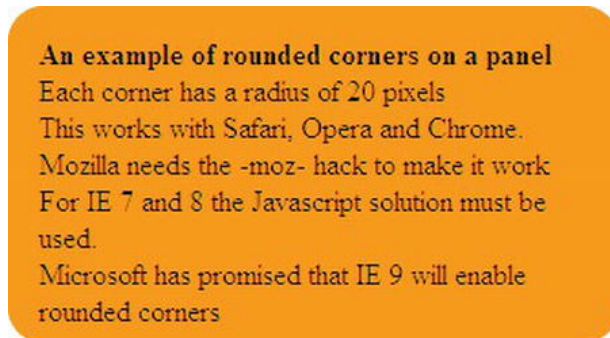 An example of rounded corners on a panel
Each corner has a radius of 20 pixels
This works with Safari, Opera and Chrome.
Mozilla needs the -moz- hack to make it work
For IE 7 and 8 the Javascript solution must be
used.
Microsoft has promised that IE 9 will enable
rounded corners